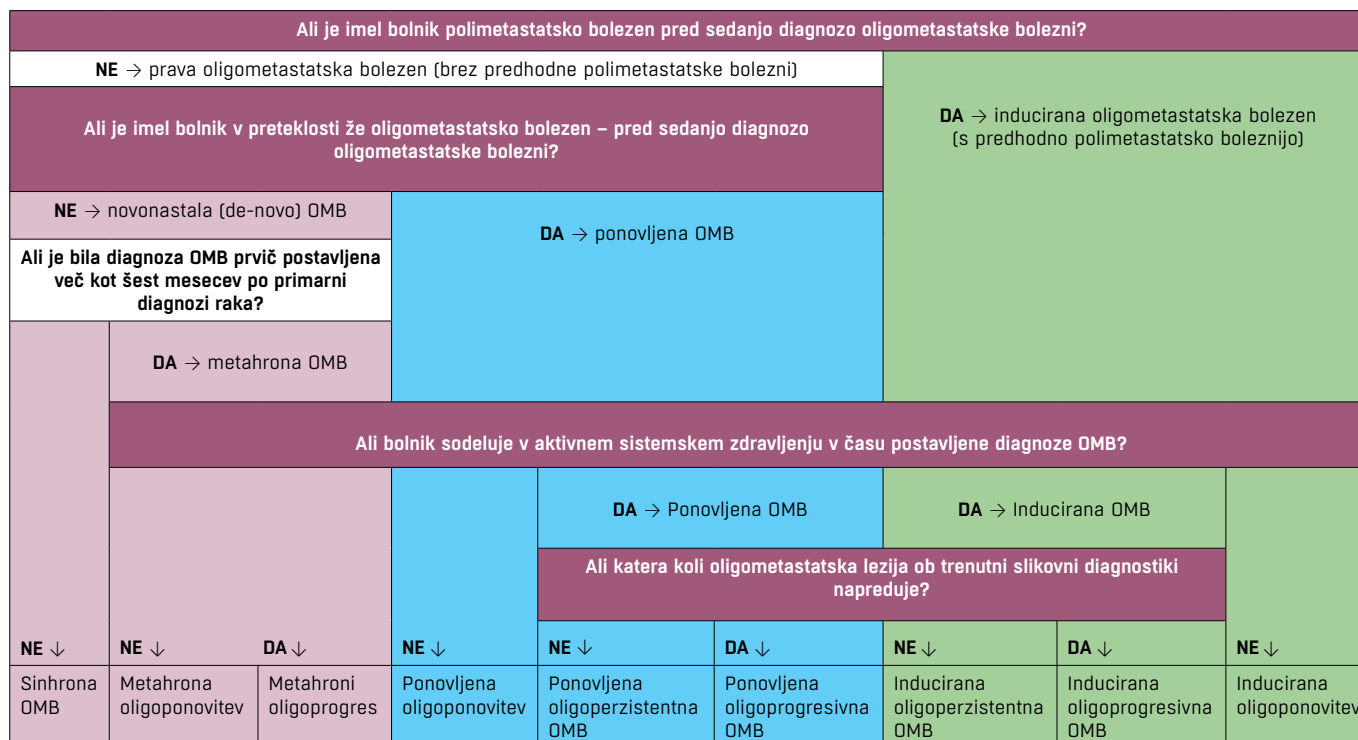 Ali je imel bolnik polimetastatsko bolezen pred sedanjo diagnozo oligometastatske bolezni?
NE → prava oligometastatska bolezen (brez predhodne polimetastatske bolezni)
DA → inducirana oligometastatska bolezen
(s predhodno polimetastatsko boleznijo)
Ali je imel bolnik v preteklosti že oligometastatsko bolezen – pred sedanjo diagnozo
oligometastatske bolezni?
NE → novonastala (de-novo) OMB
DA → ponovljena OMB
Ali je bila diagnoza OMB prvič postavljena
več kot šest mesecev po primarni
diagnozi raka?
DA → metahrona OMB
Ali bolnik sodeluje v aktivnem sistemskem zdravljenju v času postavljene diagnoze OMB?
DA → Ponovljena OMB
DA → Inducirana OMB
Ali katera koli oligometastatska lezija ob trenutni slikovni diagnostiki
napreduje?
NE ↓ NE ↓ DA ↓ NE ↓ NE ↓ DA ↓ NE ↓ DA ↓ NE ↓
Sinhrona
OMB
Metahrona
oligoponovitev
Metahroni
oligoprogres
Ponovljena
oligoponovitev
Ponovljena
oligoperzistentna
OMB
Ponovljena
oligoprogresivna
OMB
Inducirana
oligoperzistentna
OMB
Inducirana
oligoprogresivna
OMB
Inducirana
oligoponovitev